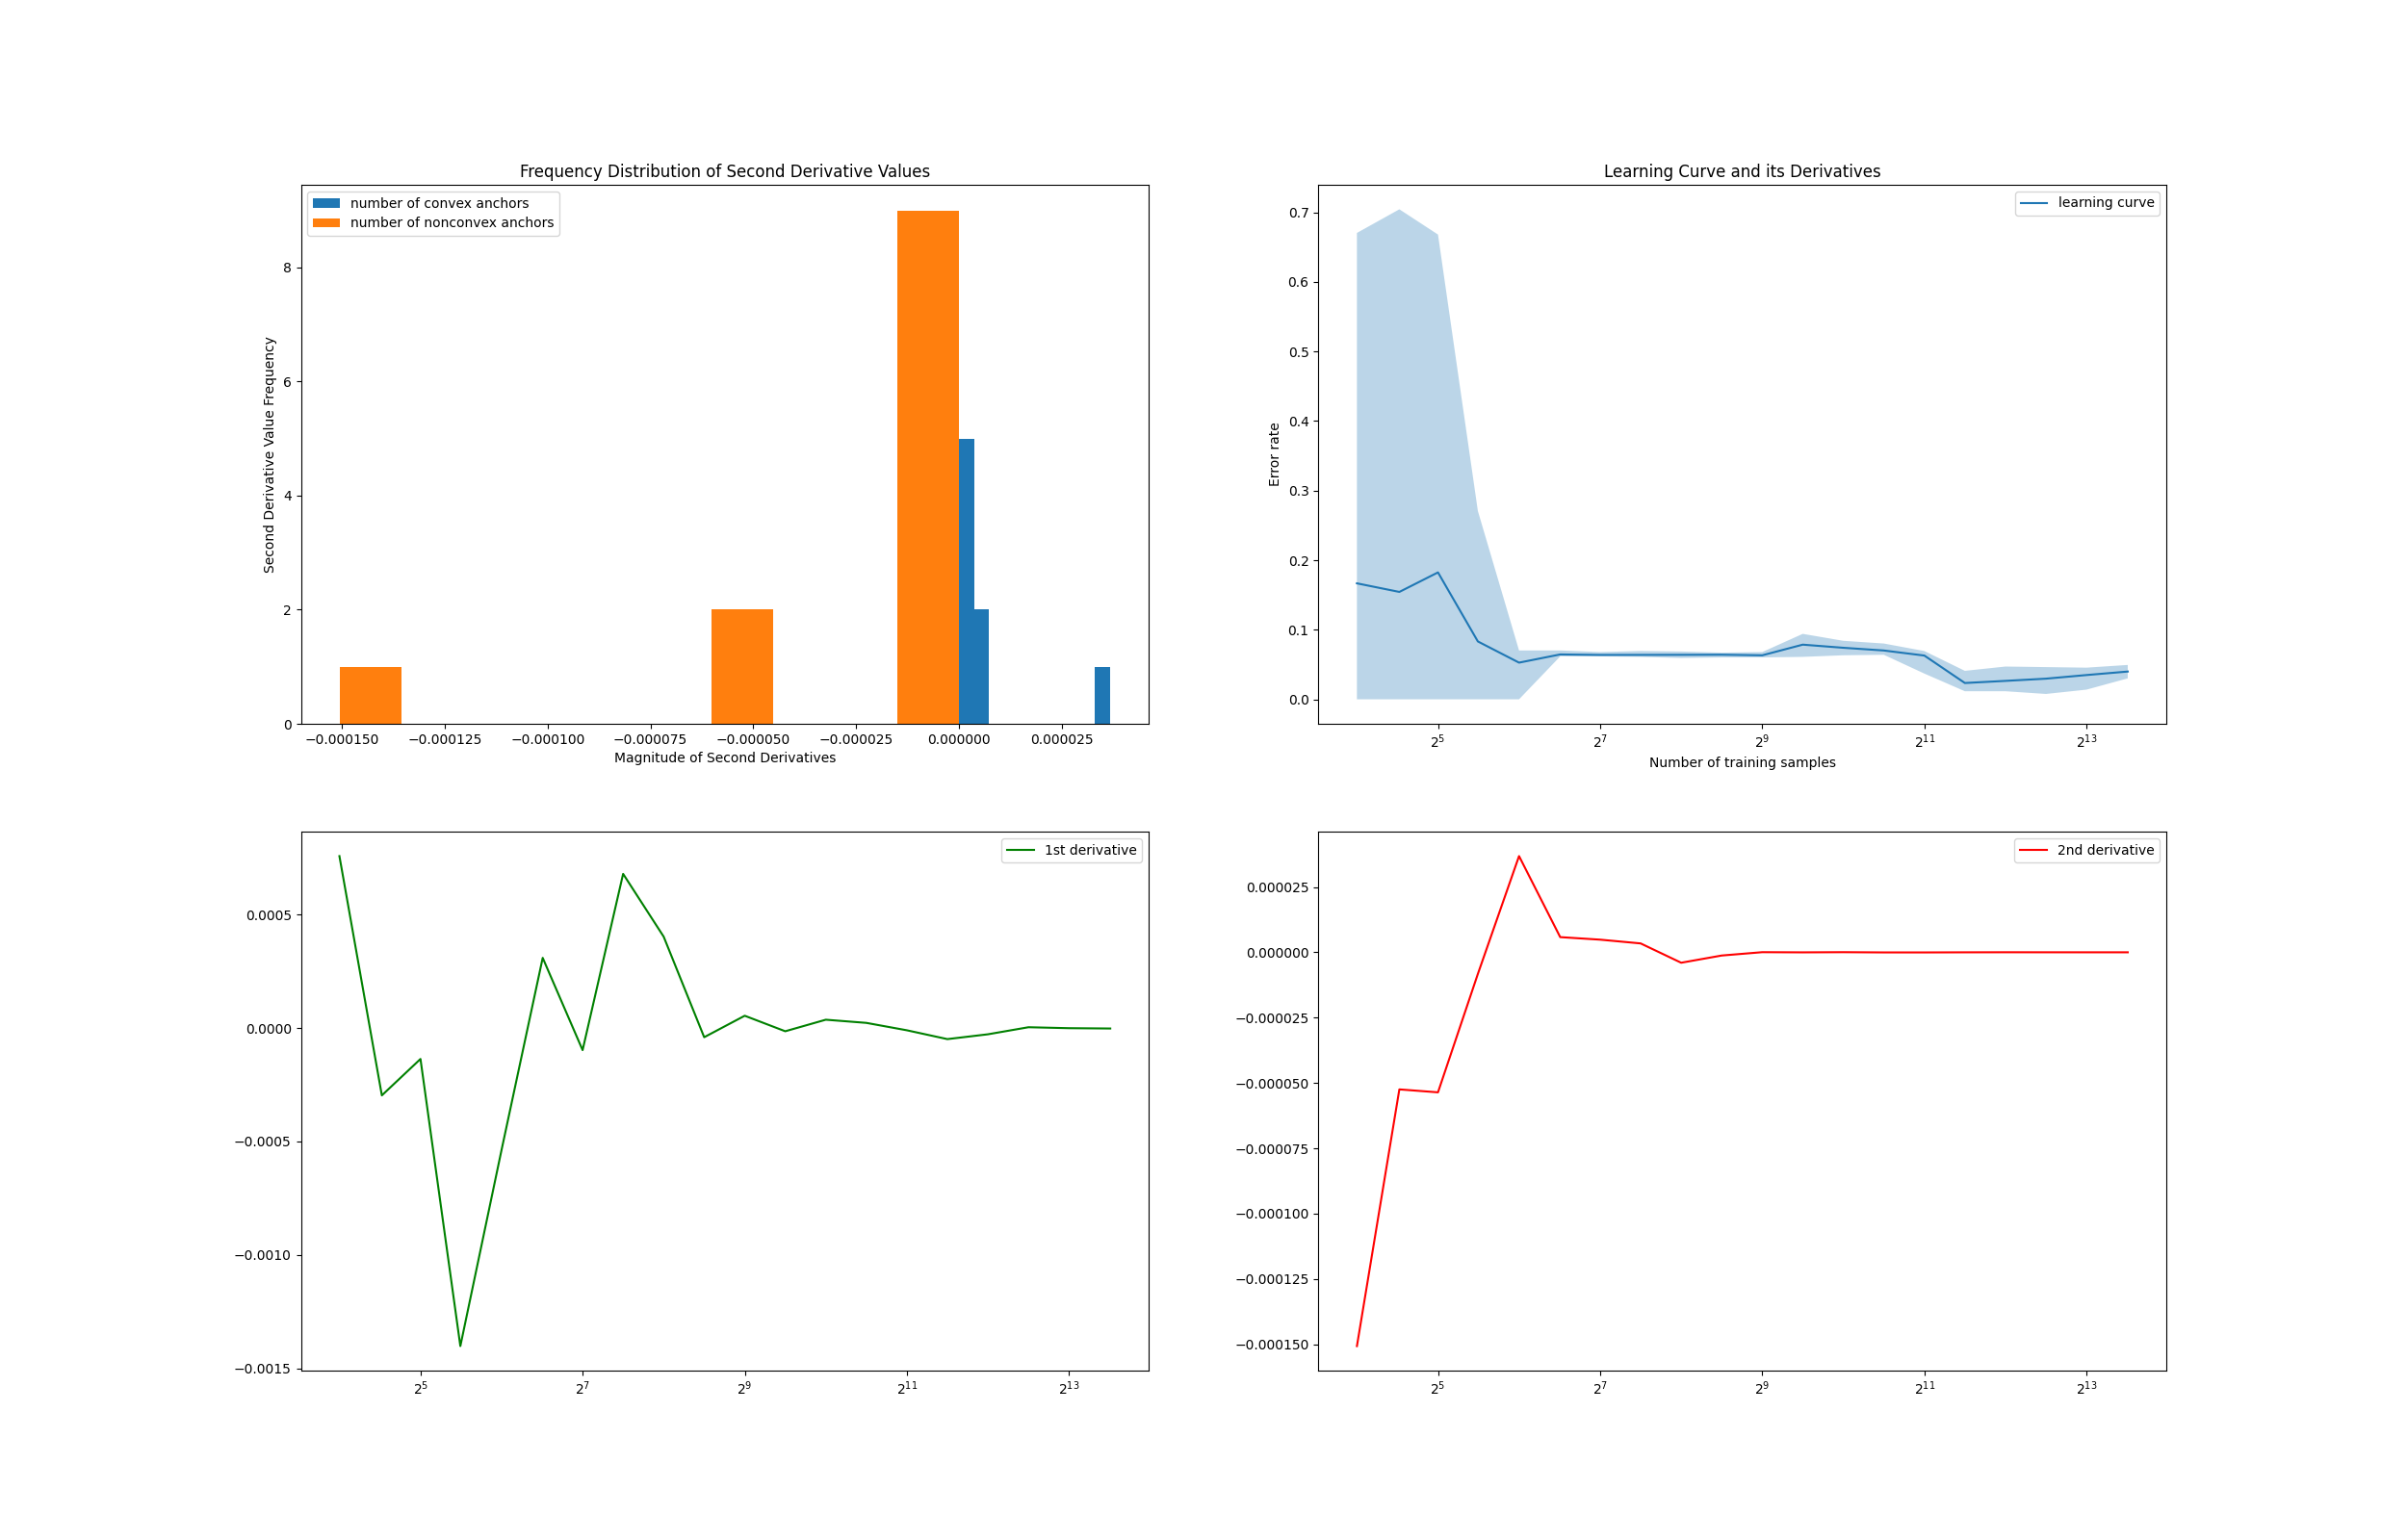 Frequency Distribution of Second Derivative Values
number of convex anchors
number of nonconvex anchors
Second Derivative Value Frequency
8
6
4
2
0
−0.000150 −0.000125 −0.000100 −0.000075 −0.000050 −0.000025 0.000000 0.000025
Magnitude of Second Derivatives
Learning Curve and its Derivatives
learning curve
Error rate
0.7
0.6
0.5
0.4
0.3
0.2
0.1
0.0
2⁵ 2⁷ 2⁹ 2¹¹ 2¹³
Number of training samples
1st derivative
0.0005
0.0000
−0.0005
−0.0010
−0.0015
2⁵ 2⁷ 2⁹ 2¹¹ 2¹³
2nd derivative
0.000025
0.000000
−0.000025
−0.000050
−0.000075
−0.000100
−0.000125
−0.000150
2⁵ 2⁷ 2⁹ 2¹¹ 2¹³